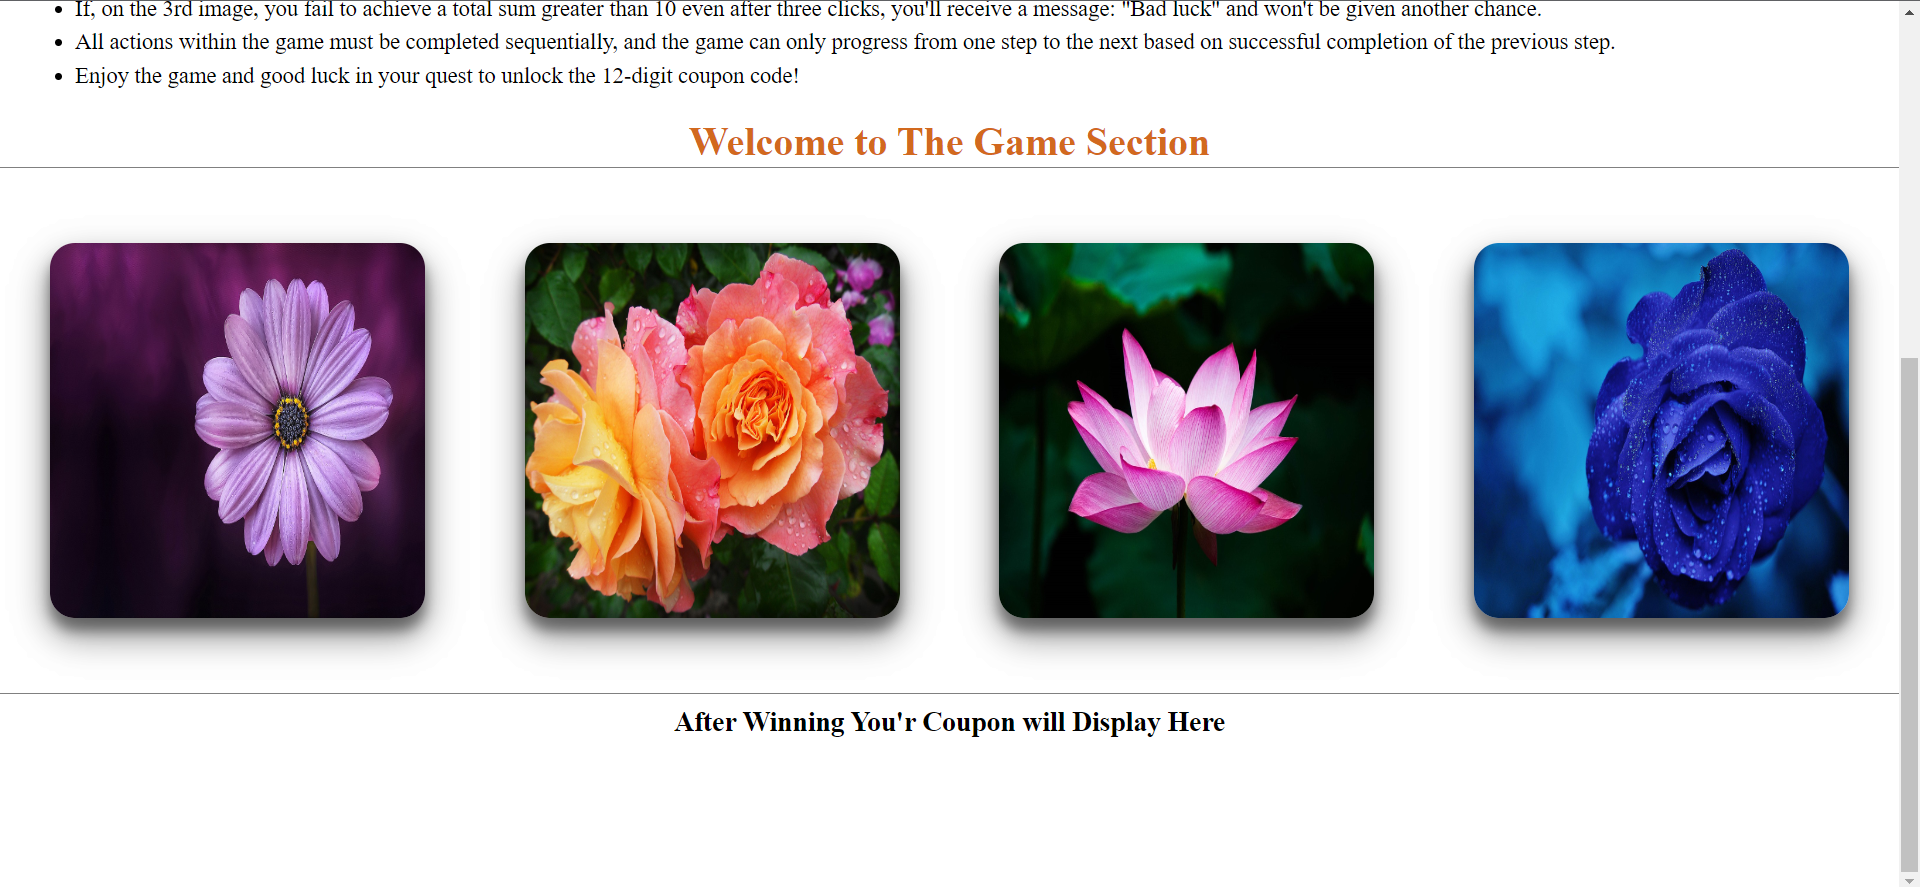 If, on the 3rd image, you fail to achieve a total sum greater than 10 even after three clicks, you'll receive a message: "Bad luck" and won't be given another chance.
All actions within the game must be completed sequentially, and the game can only progress from one step to the next based on successful completion of the previous step.
Enjoy the game and good luck in your quest to unlock the 12-digit coupon code!
Welcome to The Game Section
After Winning You'r Coupon will Display Here